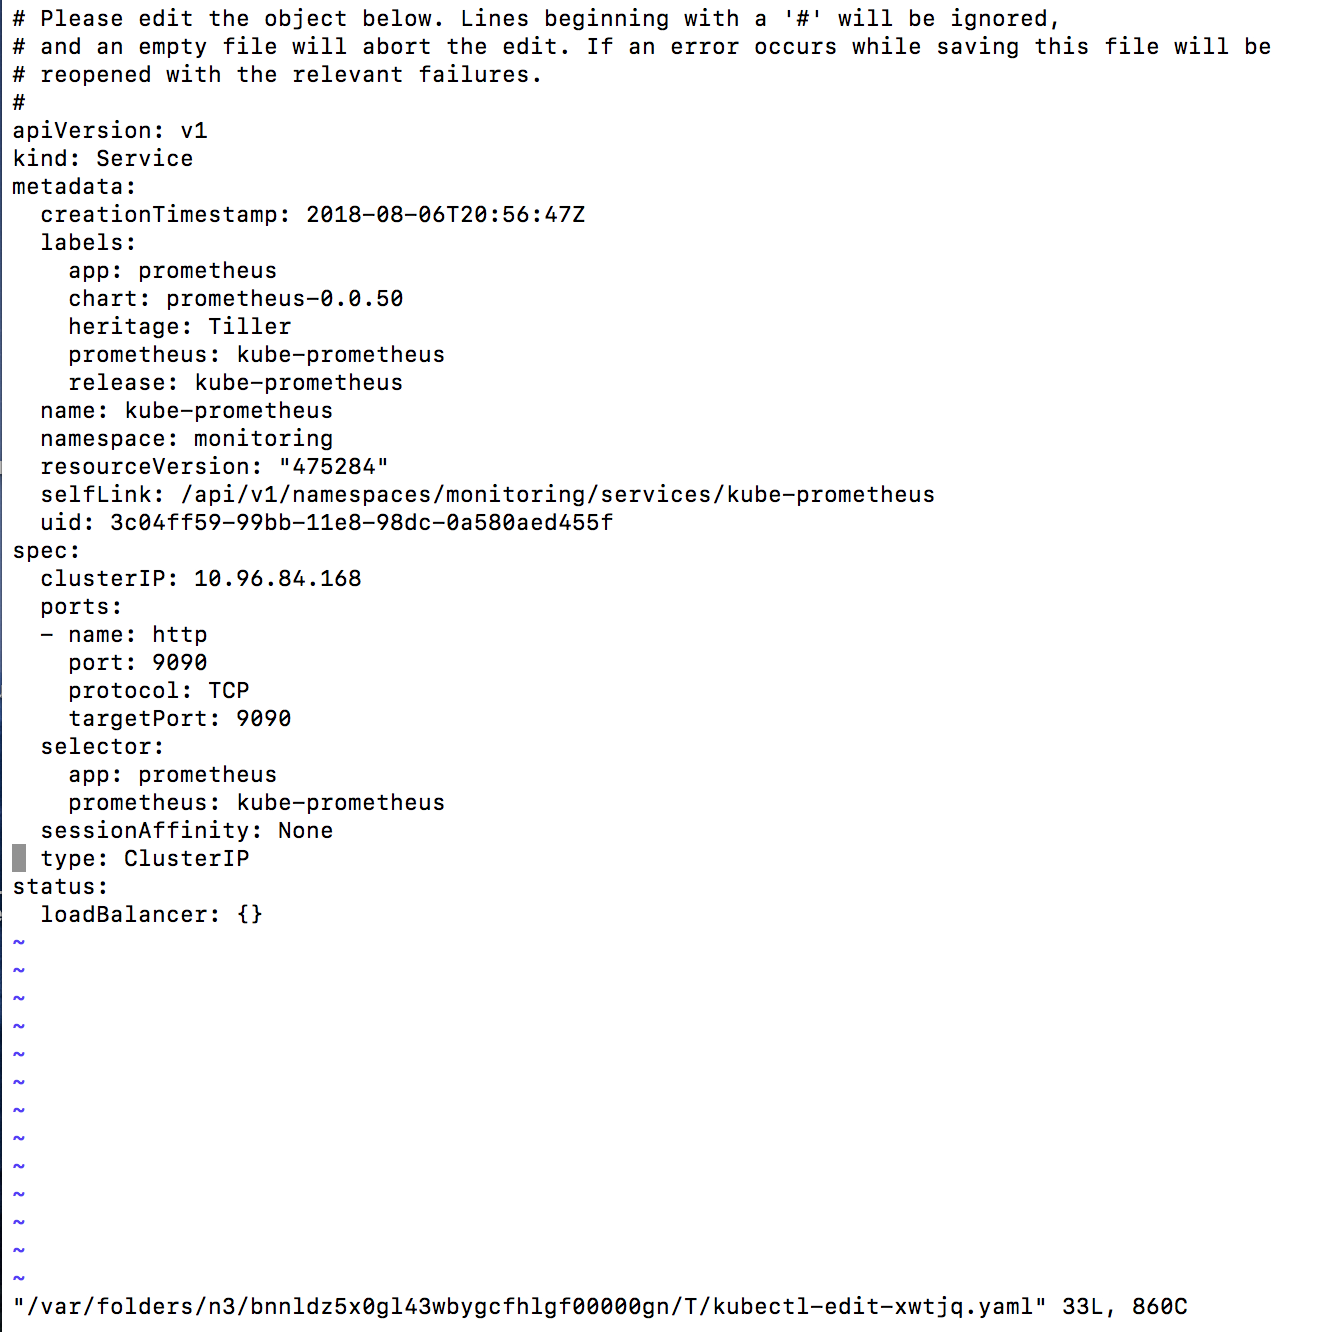 # Please edit the object below. Lines beginning with a '#' will be ignored,
# and an empty file will abort the edit. If an error occurs while saving this file will be
# reopened with the relevant failures.
#
apiVersion: v1
kind: Service
metadata:
  creationTimestamp: 2018-08-06T20:56:47Z
  labels:
    app: prometheus
    chart: prometheus-0.0.50
    heritage: Tiller
    prometheus: kube-prometheus
    release: kube-prometheus
  name: kube-prometheus
  namespace: monitoring
  resourceVersion: "475284"
  selfLink: /api/v1/namespaces/monitoring/services/kube-prometheus
  uid: 3c04ff59-99bb-11e8-98dc-0a580aed455f
spec:
  clusterIP: 10.96.84.168
  ports:
  - name: http
    port: 9090
    protocol: TCP
    targetPort: 9090
  selector:
    app: prometheus
    prometheus: kube-prometheus
  sessionAffinity: None
  type: ClusterIP
status:
  loadBalancer: {}
~
~
~
~
~
~
~
~
~
~
~
~
~
"/var/folders/n3/bnnldz5x0gl43wbygcfhlgf00000gn/T/kubectl-edit-xwtjq.yaml" 33L, 860C